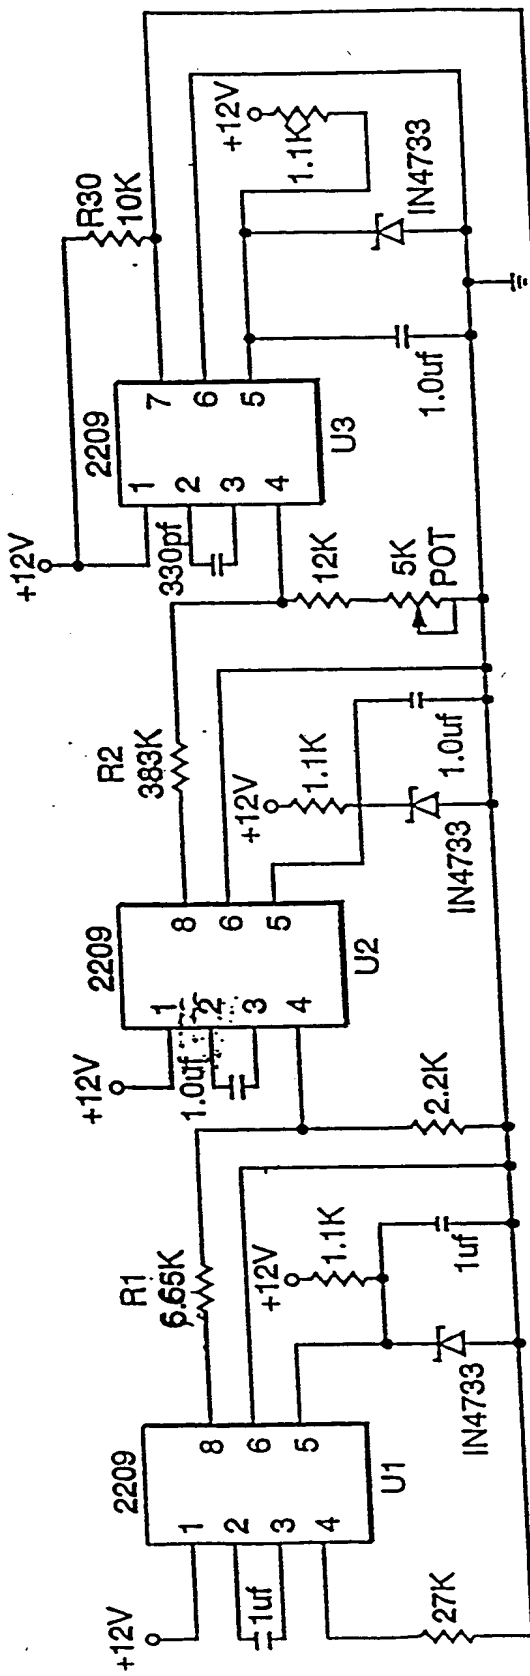 +12V
2209
1
2
3
4
8
6
5
U1
1uf
27K
R1
6.65K
+12V
1.1K
IN4733
1uf
2.2K
+12V
2209
1
2
3
4
8
6
5
U2
1.0uf
R2
383K
+12V
1.1K
IN4733
1.0uf
12K
5K
POT
+12V
2209
1
2
3
4
7
6
5
U3
330pf
R30
10K
+12V
1.1K
IN4733
1.0uf